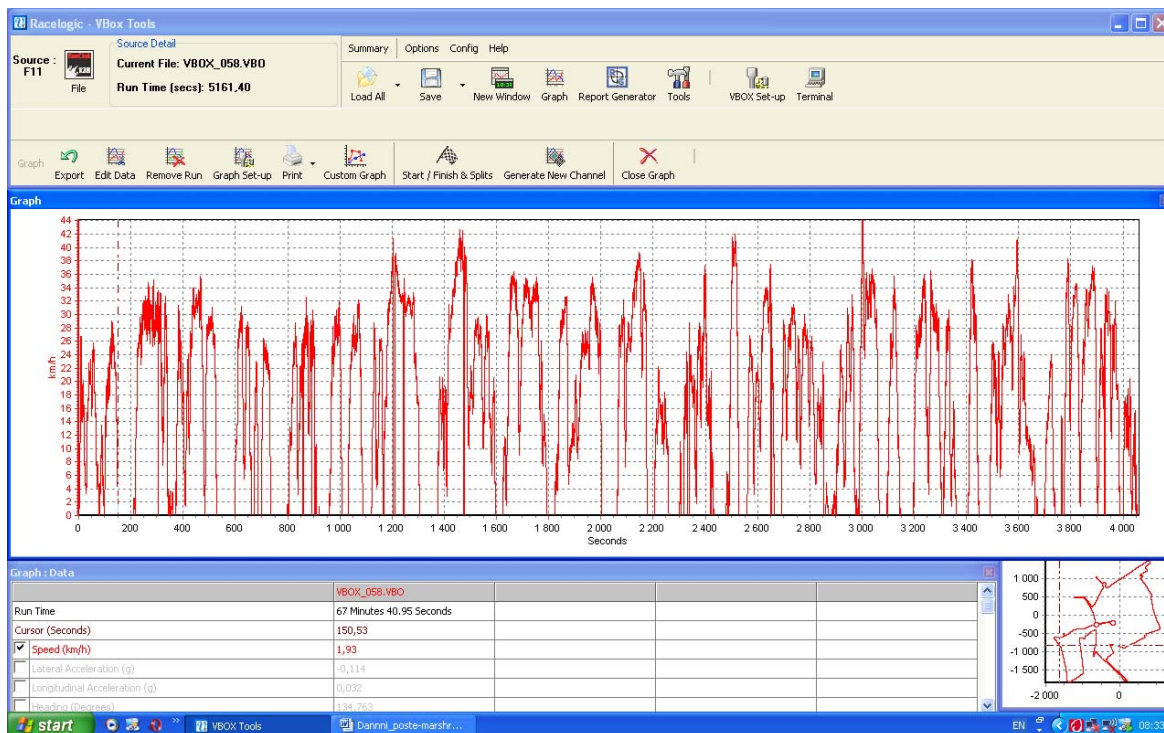 Racelogic - VBox Tools
Source : F11
File
Source Detail
Current File: VBOX_058.VBO
Run Time (secs): 5161,40
Summary Options Config Help
Load All Save New Window Graph Report Generator Tools VBOX Set-up Terminal
Graph Export Edit Data Remove Run Graph Set-up Print Custom Graph Start / Finish & Splits Generate New Channel Close Graph
Graph
44
42
40
38
36
34
32
30
28
26
24
22
20
18
16
14
12
10
8
6
4
2
0
km/h
0 200 400 600 800 1 000 1 200 1 400 1 600 1 800 2 000 2 200 2 400 2 600 2 800 3 000 3 200 3 400 3 600 3 800 4 000
Seconds
Graph : Data
VBOX_058.VBO
Run Time 67 Minutes 40.95 Seconds
Cursor (Seconds) 150,53
Speed (km/h) 1,93
Lateral Acceleration (g) -0,114
Longitudinal Acceleration (g) 0,032
Heading (Degrees) 134,763
1 000
500
0
-500
-1 000
-1 500
-2 000 0
start VBOX Tools Dannni_poste-marshr... EN 08:33